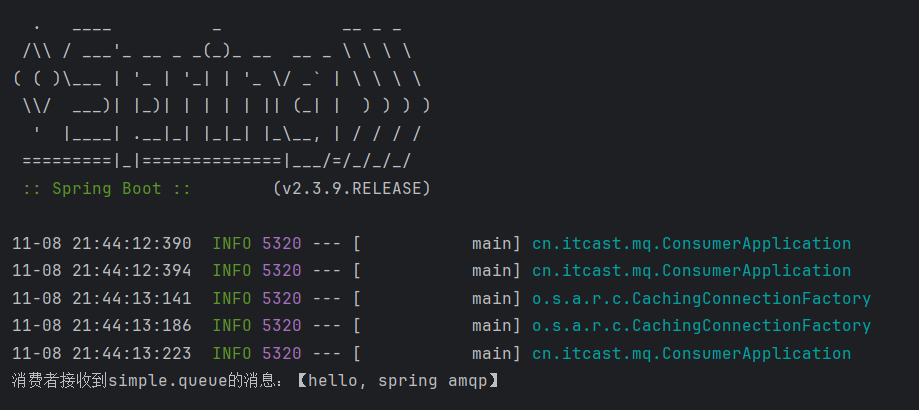 .   ____          _            __ _ _
 /\\ / ___'_ __ _ _(_)_ __  __ _ \ \ \ \
( ( )\___ | '_ | '_| | '_ \/ _` | \ \ \ \
 \\/  ___)| |_)| | | | | || (_| |  ) ) ) )
  '  |____| .__|_| |_|_| |_\__, | / / / /
 =========|_|==============|___/=/_/_/_/
 :: Spring Boot ::        (v2.3.9.RELEASE)
11-08 21:44:12:390  INFO 5320 --- [           main] cn.itcast.mq.ConsumerApplication
11-08 21:44:12:394  INFO 5320 --- [           main] cn.itcast.mq.ConsumerApplication
11-08 21:44:13:141  INFO 5320 --- [           main] o.s.a.r.c.CachingConnectionFactory
11-08 21:44:13:186  INFO 5320 --- [           main] o.s.a.r.c.CachingConnectionFactory
11-08 21:44:13:223  INFO 5320 --- [           main] cn.itcast.mq.ConsumerApplication
消费者接收到simple.queue的消息：【hello, spring amqp】